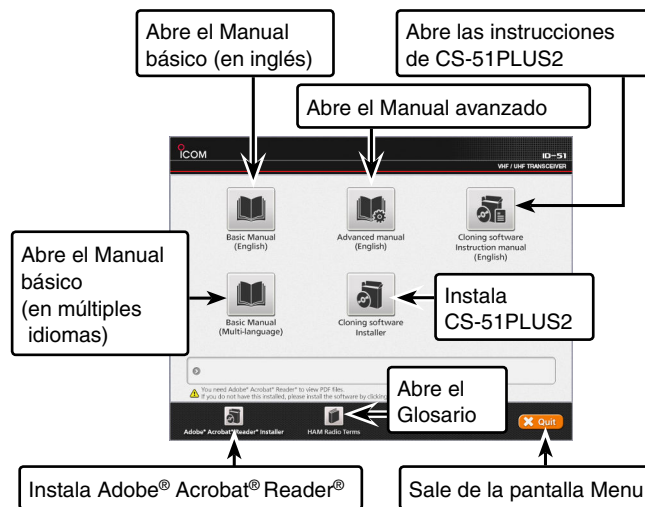 Abre el Manual
básico (en inglés)
Abre las instrucciones
de CS-51PLUS2
Abre el Manual avanzado
ICOM
ID-51
VHF / UHF TRANSCEIVER
Basic Manual
(English)
Advanced manual
(English)
Cloning software
Instruction manual
(English)
Abre el Manual
básico
(en múltiples
idiomas)
Basic Manual
(Multi-language)
Cloning software
Installer
Instala
CS-51PLUS2
You need Adobe® Acrobat® Reader® to view PDF files.
If you do not have this installed, please install the software by clicking
Abre el
Glosario
Adobe® Acrobat® Reader® Installer
HAM Radio Terms
Quit
Instala Adobe® Acrobat® Reader®
Sale de la pantalla Menu